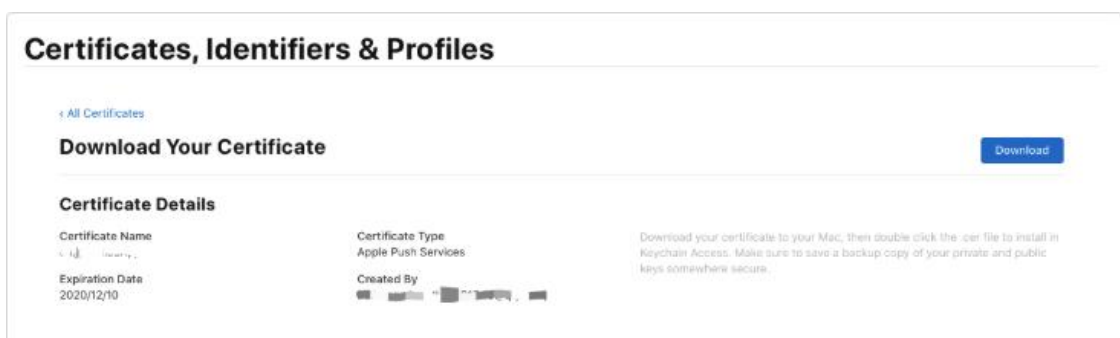 Certificates, Identifiers & Profiles
‹ All Certificates
Download Your Certificate
Download
Certificate Details
Certificate Name
Certificate Type
Apple Push Services
Download your certificate to your Mac, then double click the .cer file to install in
Keychain Access. Make sure to save a backup copy of your private and public
keys somewhere secure.
Expiration Date
2020/12/10
Created By